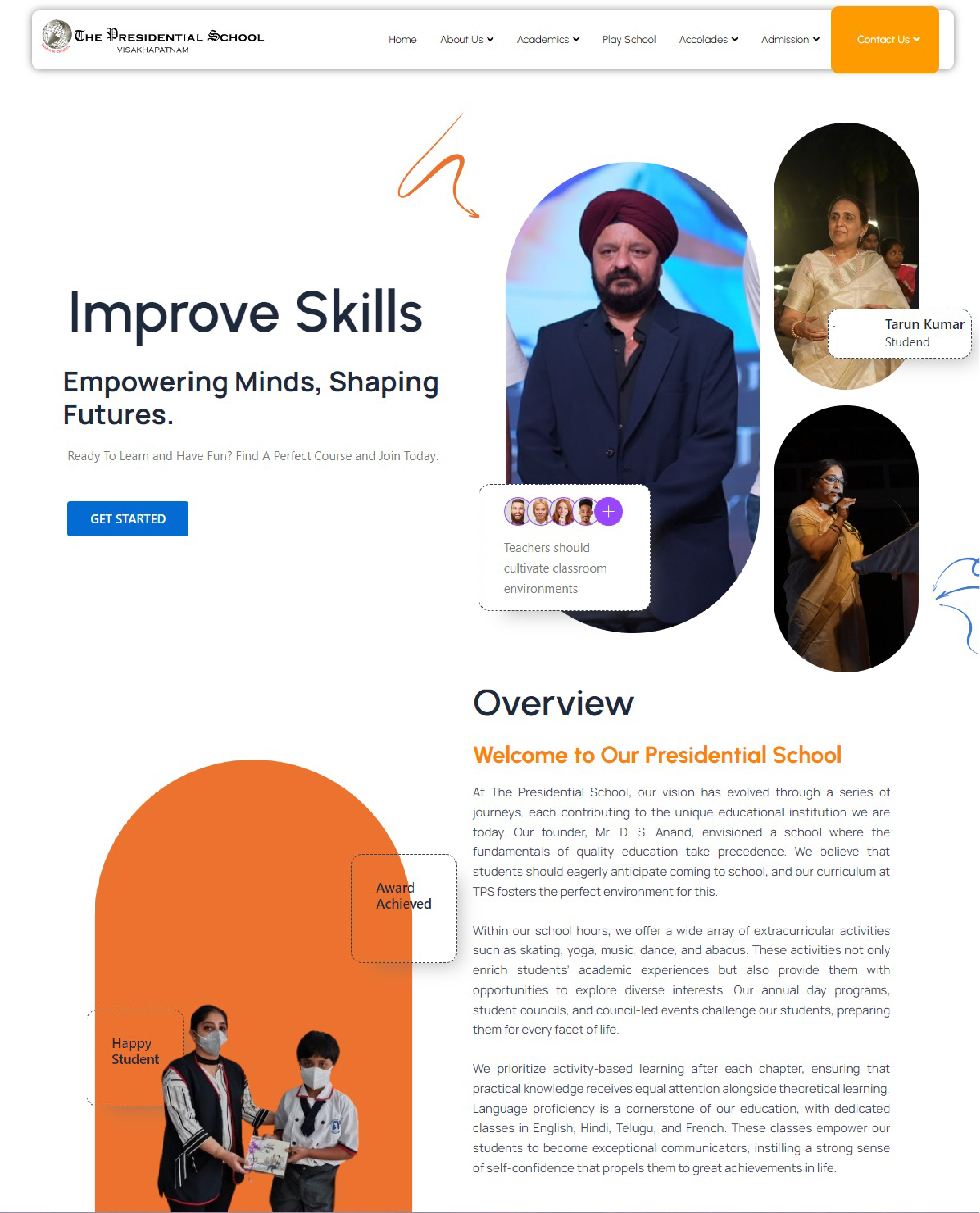 The Presidential School
VISAKHAPATNAM
Home
About Us
Academics
Play School
Accolades
Admission
Contact Us
Improve Skills
Empowering Minds, Shaping
Futures.
Ready To Learn and Have Fun? Find A Perfect Course and Join Today.
GET STARTED
Tarun Kumar
Studend
Teachers should
cultivate classroom
environments
Overview
Welcome to Our Presidential School
At The Presidential School, our vision has evolved through a series of
journeys, each contributing to the unique educational institution we are
today. Our founder, Mr. D. S. Anand, envisioned a school where the
fundamentals of quality education take precedence. We believe that
students should eagerly anticipate coming to school, and our curriculum at
TPS fosters the perfect environment for this.
Within our school hours, we offer a wide array of extracurricular activities
such as skating, yoga, music, dance, and abacus. These activities not only
enrich students' academic experiences but also provide them with
opportunities to explore diverse interests. Our annual day programs,
student councils, and council-led events challenge our students, preparing
them for every facet of life.
We prioritize activity-based learning after each chapter, ensuring that
practical knowledge receives equal attention alongside theoretical learning.
Language proficiency is a cornerstone of our education, with dedicated
classes in English, Hindi, Telugu, and French. These classes empower our
students to become exceptional communicators, instilling a strong sense
of self-confidence that propels them to great achievements in life.
Award
Achieved
Happy
Student